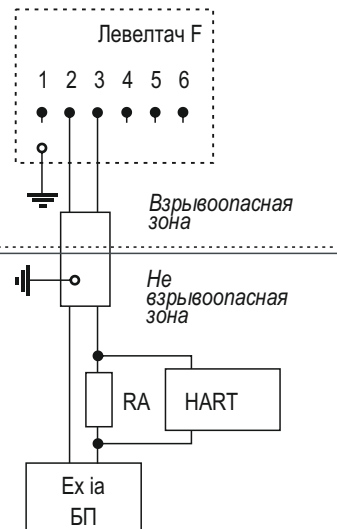 Левелтач F
1 2 3 4 5 6
Взрывоопасная
зона
Не
взрывоопасная
зона
RA
HART
Ex ia
БП